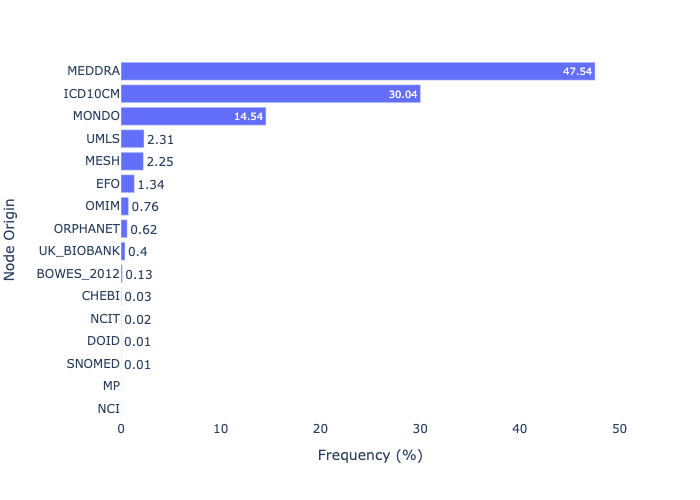 MEDDRA 47.54
ICD10CM 30.04
MONDO 14.54
UMLS 2.31
MESH 2.25
EFO 1.34
OMIM 0.76
ORPHANET 0.62
UK_BIOBANK 0.4
BOWES_2012 0.13
CHEBI 0.03
NCIT 0.02
DOID 0.01
SNOMED 0.01
MP
NCI
0 10 20 30 40 50
Frequency (%)
Node Origin